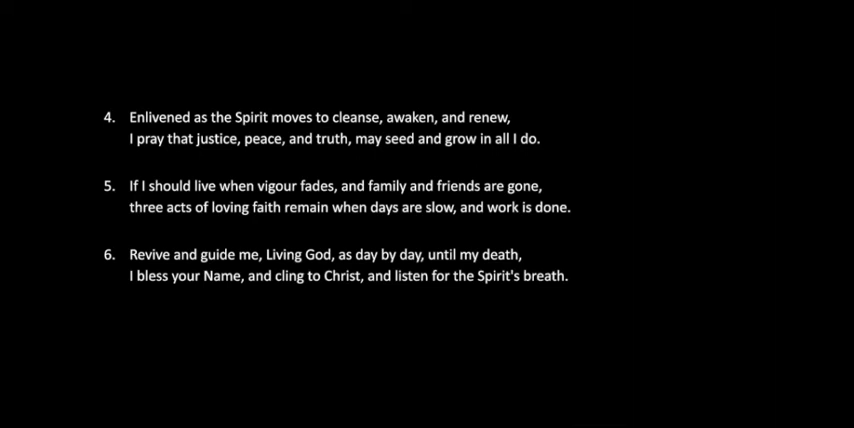 4. Enlivened as the Spirit moves to cleanse, awaken, and renew,
I pray that justice, peace, and truth, may seed and grow in all I do.
5. If I should live when vigour fades, and family and friends are gone,
three acts of loving faith remain when days are slow, and work is done.
6. Revive and guide me, Living God, as day by day, until my death,
I bless your Name, and cling to Christ, and listen for the Spirit's breath.